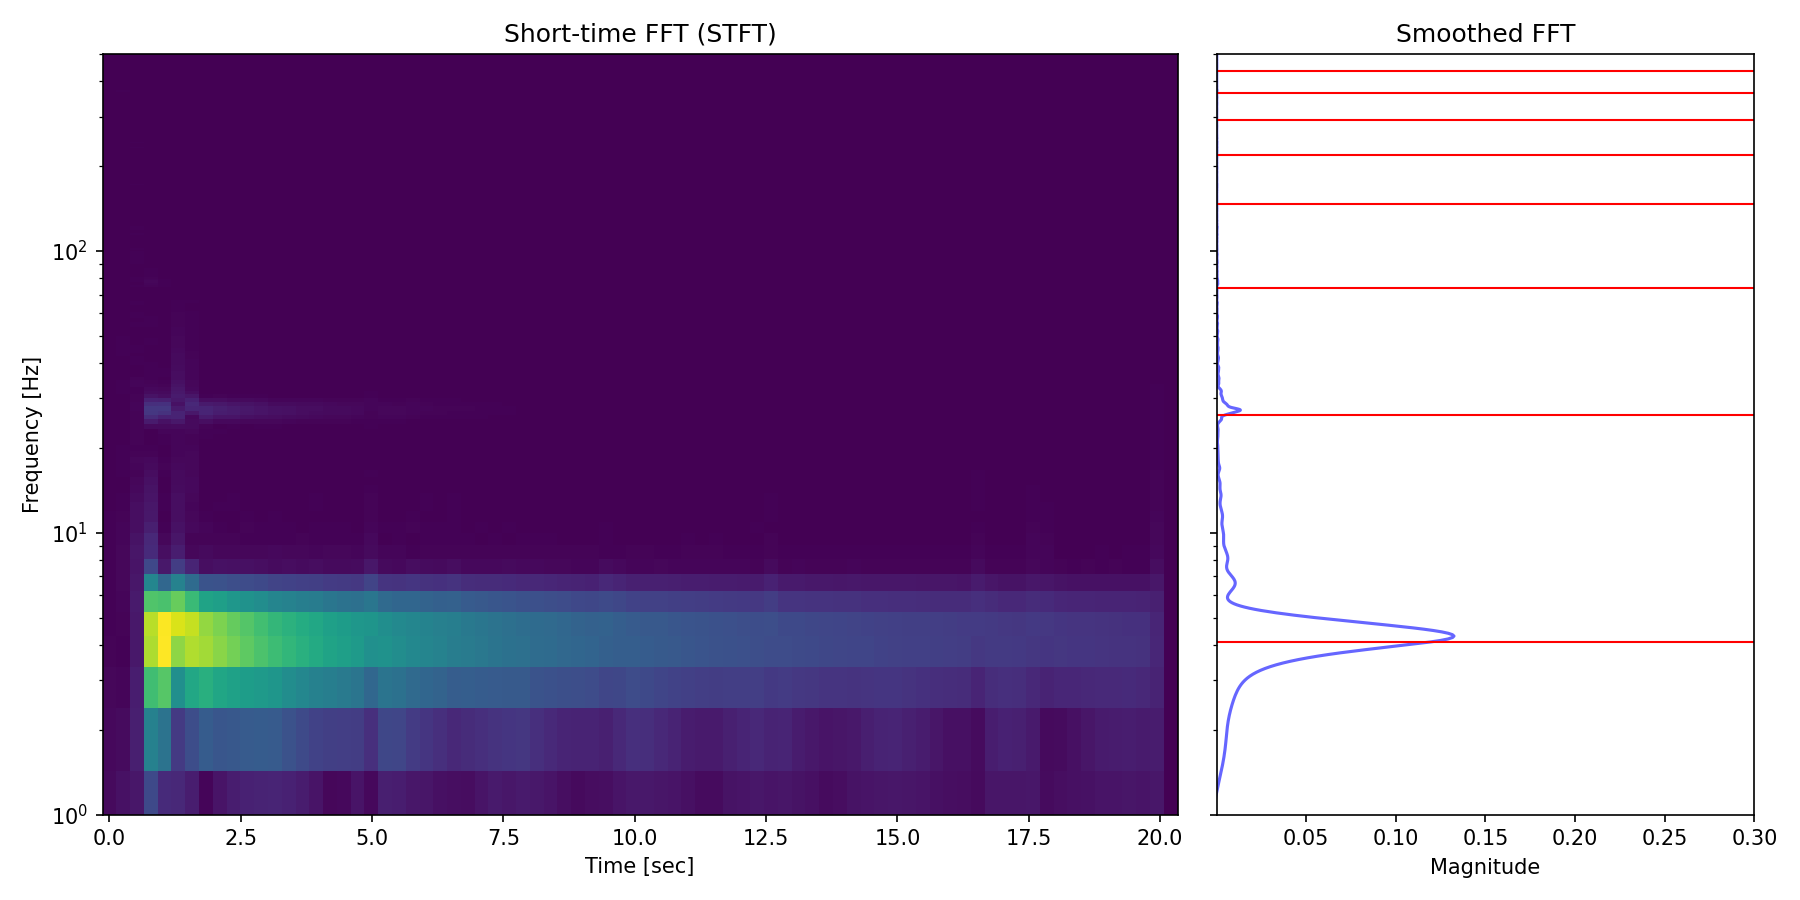 Short-time FFT (STFT)
Smoothed FFT
Frequency [Hz]
10²
10¹
10⁰
0.0 2.5 5.0 7.5 10.0 12.5 15.0 17.5 20.0
Time [sec]
0.05 0.10 0.15 0.20 0.25 0.30
Magnitude